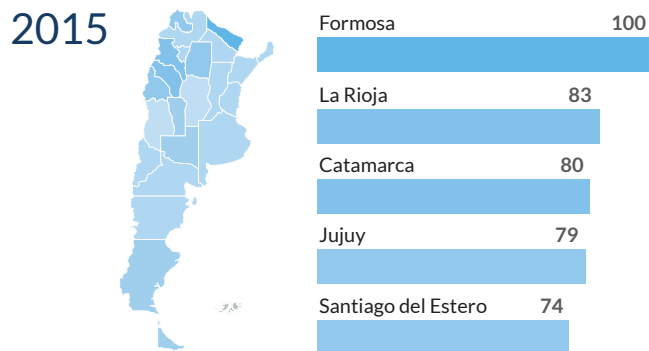 2015
Formosa 100
La Rioja 83
Catamarca 80
Jujuy 79
Santiago del Estero 74